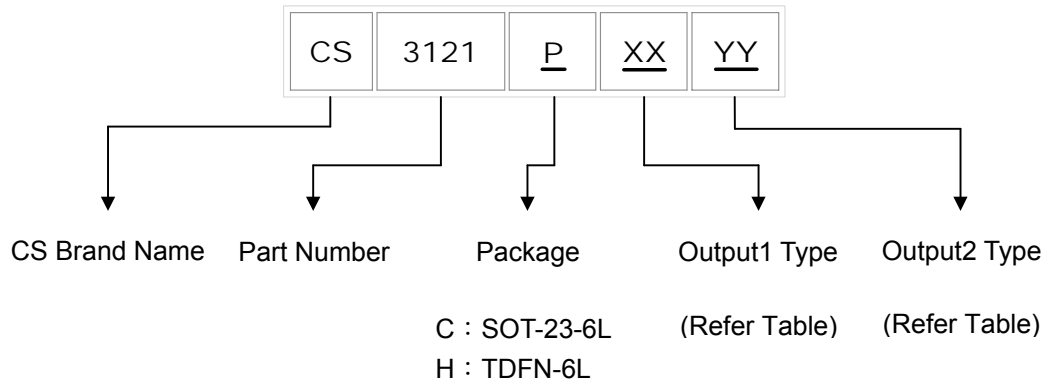 CS 3121 P XX YY
CS Brand Name Part Number Package Output1 Type Output2 Type
C：SOT-23-6L (Refer Table) (Refer Table)
H：TDFN-6L